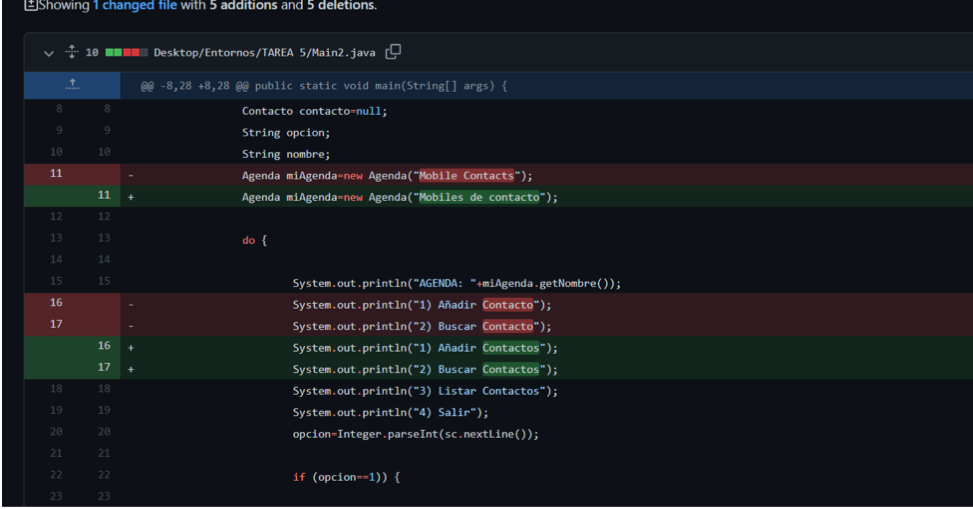 Showing 1 changed file with 5 additions and 5 deletions.
10 Desktop/Entornos/TAREA 5/Main2.java
@@ -8,28 +8,28 @@ public static void main(String[] args) {
8 8 Contacto contacto=null;
9 9 String opcion;
10 10 String nombre;
11 - Agenda miAgenda=new Agenda("Mobile Contacts");
11 + Agenda miAgenda=new Agenda("Mobiles de contacto");
12 12
13 13 do {
14 14
15 15 System.out.println("AGENDA: "+miAgenda.getNombre());
16 - System.out.println("1) Añadir Contacto");
17 - System.out.println("2) Buscar Contacto");
16 + System.out.println("1) Añadir Contactos");
17 + System.out.println("2) Buscar Contactos");
18 18 System.out.println("3) Listar Contactos");
19 19 System.out.println("4) Salir");
20 20 opcion=Integer.parseInt(sc.nextLine());
21 21
22 22 if (opcion==1)) {
23 23